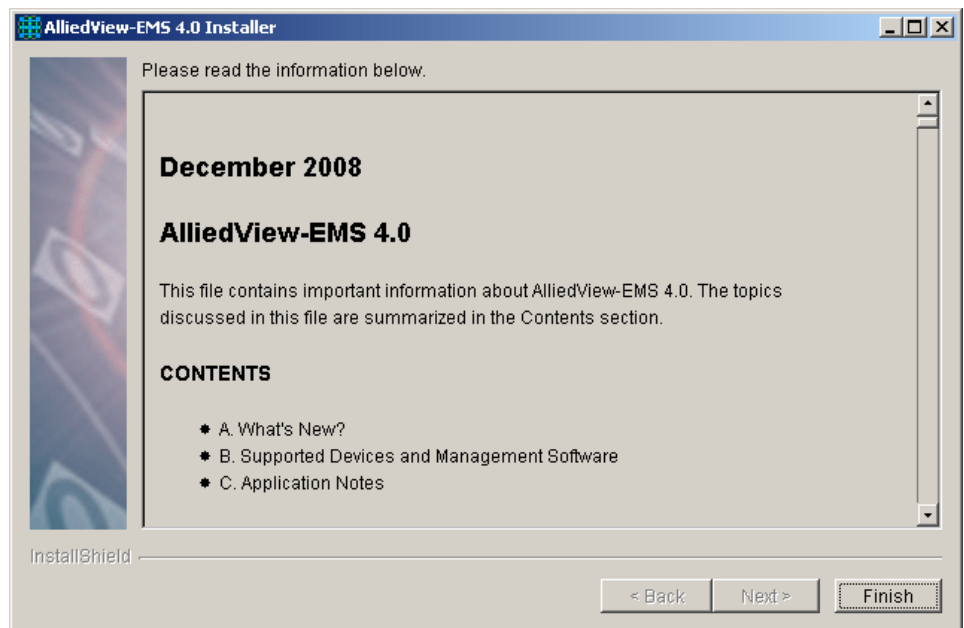 AlliedView-EMS 4.0 Installer
Please read the information below.
December 2008
AlliedView-EMS 4.0
This file contains important information about AlliedView-EMS 4.0. The topics
discussed in this file are summarized in the Contents section.
CONTENTS
A. What's New?
B. Supported Devices and Management Software
C. Application Notes
InstallShield
< Back
Next >
Finish